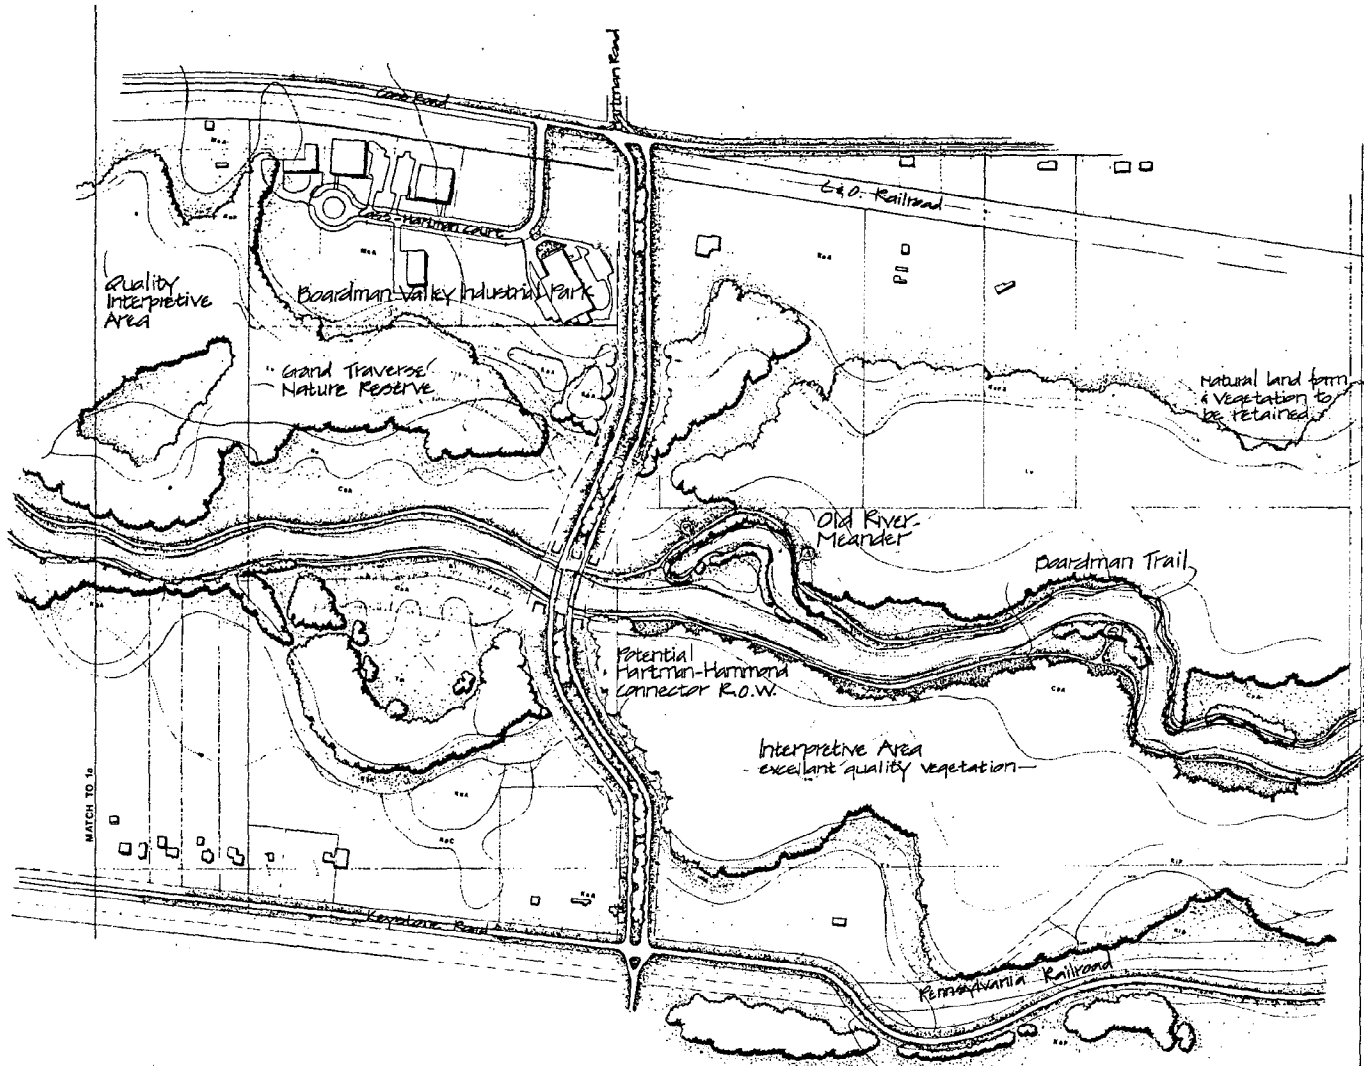 Hartman Road
Cass Road
C&O. Railroad
Cass-Hartman Court
Quality
Interpretive
Area
Boardman Valley Industrial Park
Grand Traverse
Nature Reserve
Natural land form
& vegetation to
be retained
Old River
Meander
Boardman Trail
Potential
Hartman-Hammond
Connector R.O.W.
Interpretive Area
excellant quality vegetation
MATCH TO
Keystone Road
Pennsylvania Railroad